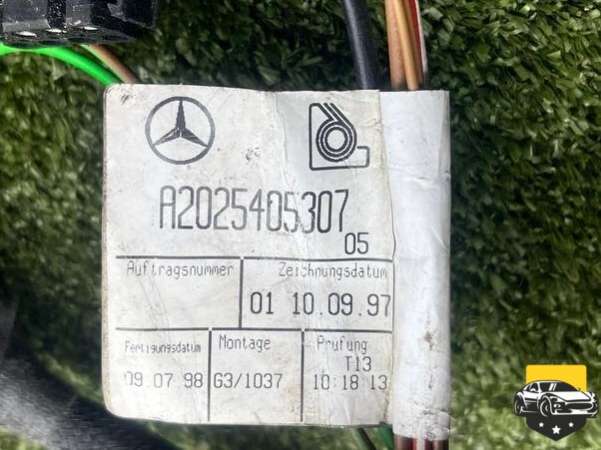 A2025405307
05
Auftragsnummer
Zeichnungsdatum
01 10.09.97
Fertigungsdatum
Montage
Prüfung
T13
09.07.98
G3/1037
10:18 13